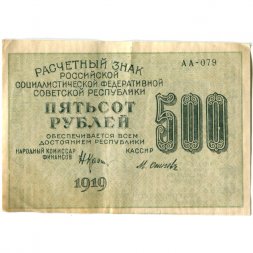 РАСЧЕТНЫЙ ЗНАК
РОССИЙСКОЙ
СОЦИАЛИСТИЧЕСКОЙ ФЕДЕРАТИВНОЙ
СОВЕТСКОЙ РЕСПУБЛИКИ
АА-079
ПЯТЬСОТ
РУБЛЕЙ
500
ОБЕСПЕЧИВАЕТСЯ ВСЕМ
ДОСТОЯНИЕМ РЕСПУБЛИКИ
НАРОДНЫЙ КОМИССАР
ФИНАНСОВ
КАССИР
1919